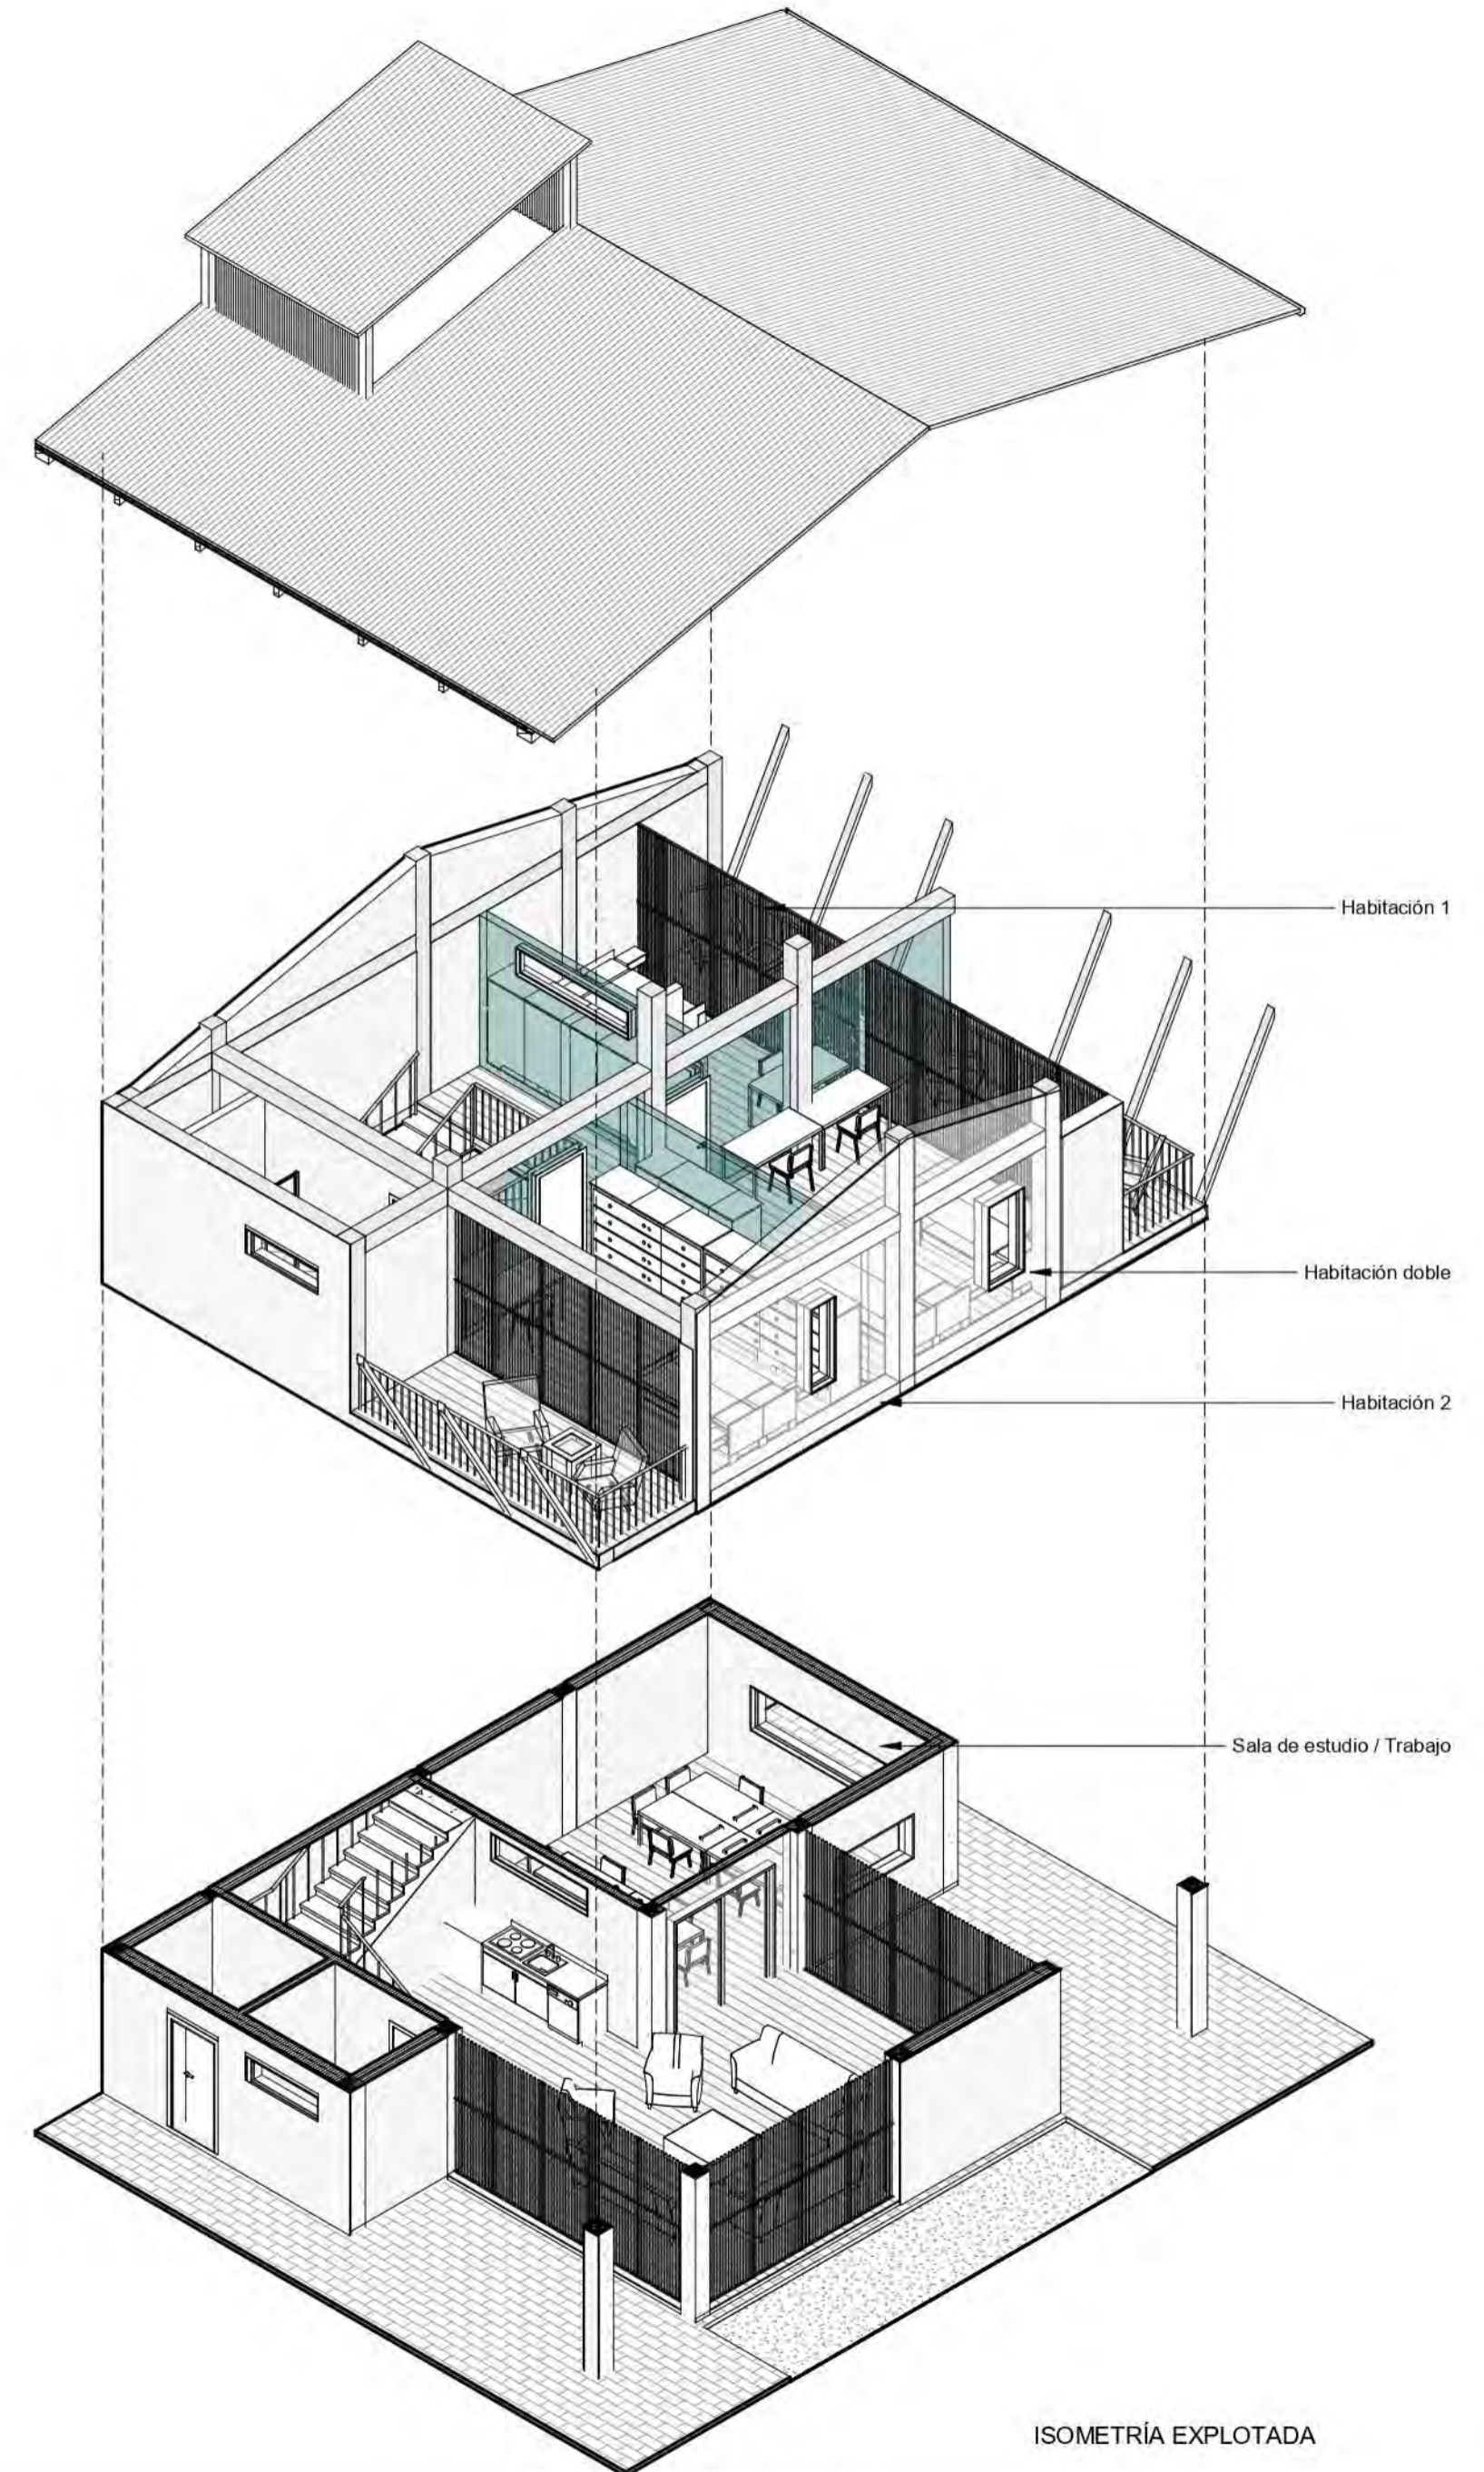 Habitación 1
Habitación doble
Habitación 2
Sala de estudio / Trabajo
ISOMETRÍA EXPLOTADA